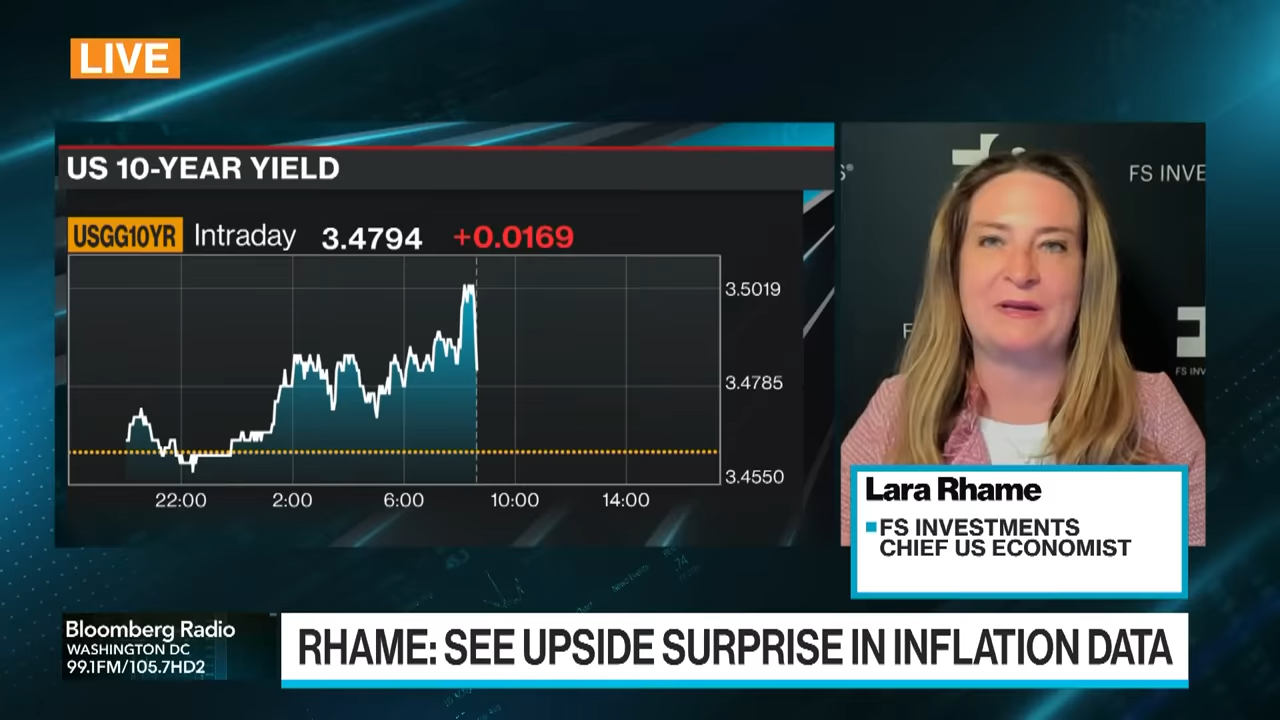 LIVE
US 10-YEAR YIELD
USGG10YR Intraday 3.4794 +0.0169
3.5019
3.4785
3.4550
22:00 2:00 6:00 10:00 14:00
S®
FS INVE
F
FS INV
Lara Rhame
FS INVESTMENTS
CHIEF US ECONOMIST
Bloomberg Radio
WASHINGTON DC
99.1FM/105.7HD2
RHAME: SEE UPSIDE SURPRISE IN INFLATION DATA